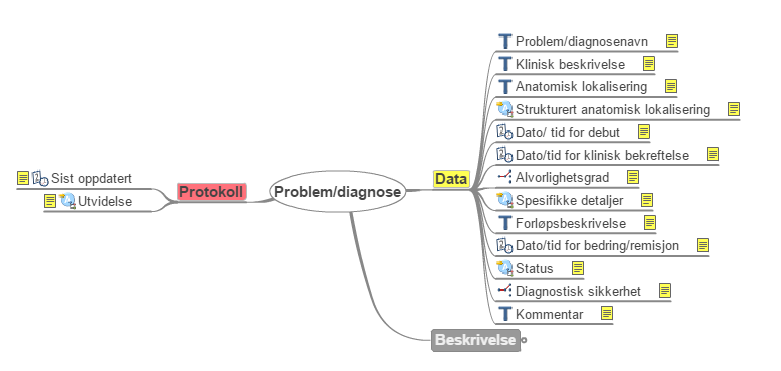 Problem/diagnosenavn
Klinisk beskrivelse
Anatomisk lokalisering
Strukturert anatomisk lokalisering
Dato/ tid for debut
Dato/tid for klinisk bekreftelse
Sist oppdatert
Protokoll
Problem/diagnose
Data
Alvorlighetsgrad
Utvidelse
Spesifikke detaljer
Forløpsbeskrivelse
Dato/tid for bedring/remisjon
Status
Diagnostisk sikkerhet
Kommentar
Beskrivelse